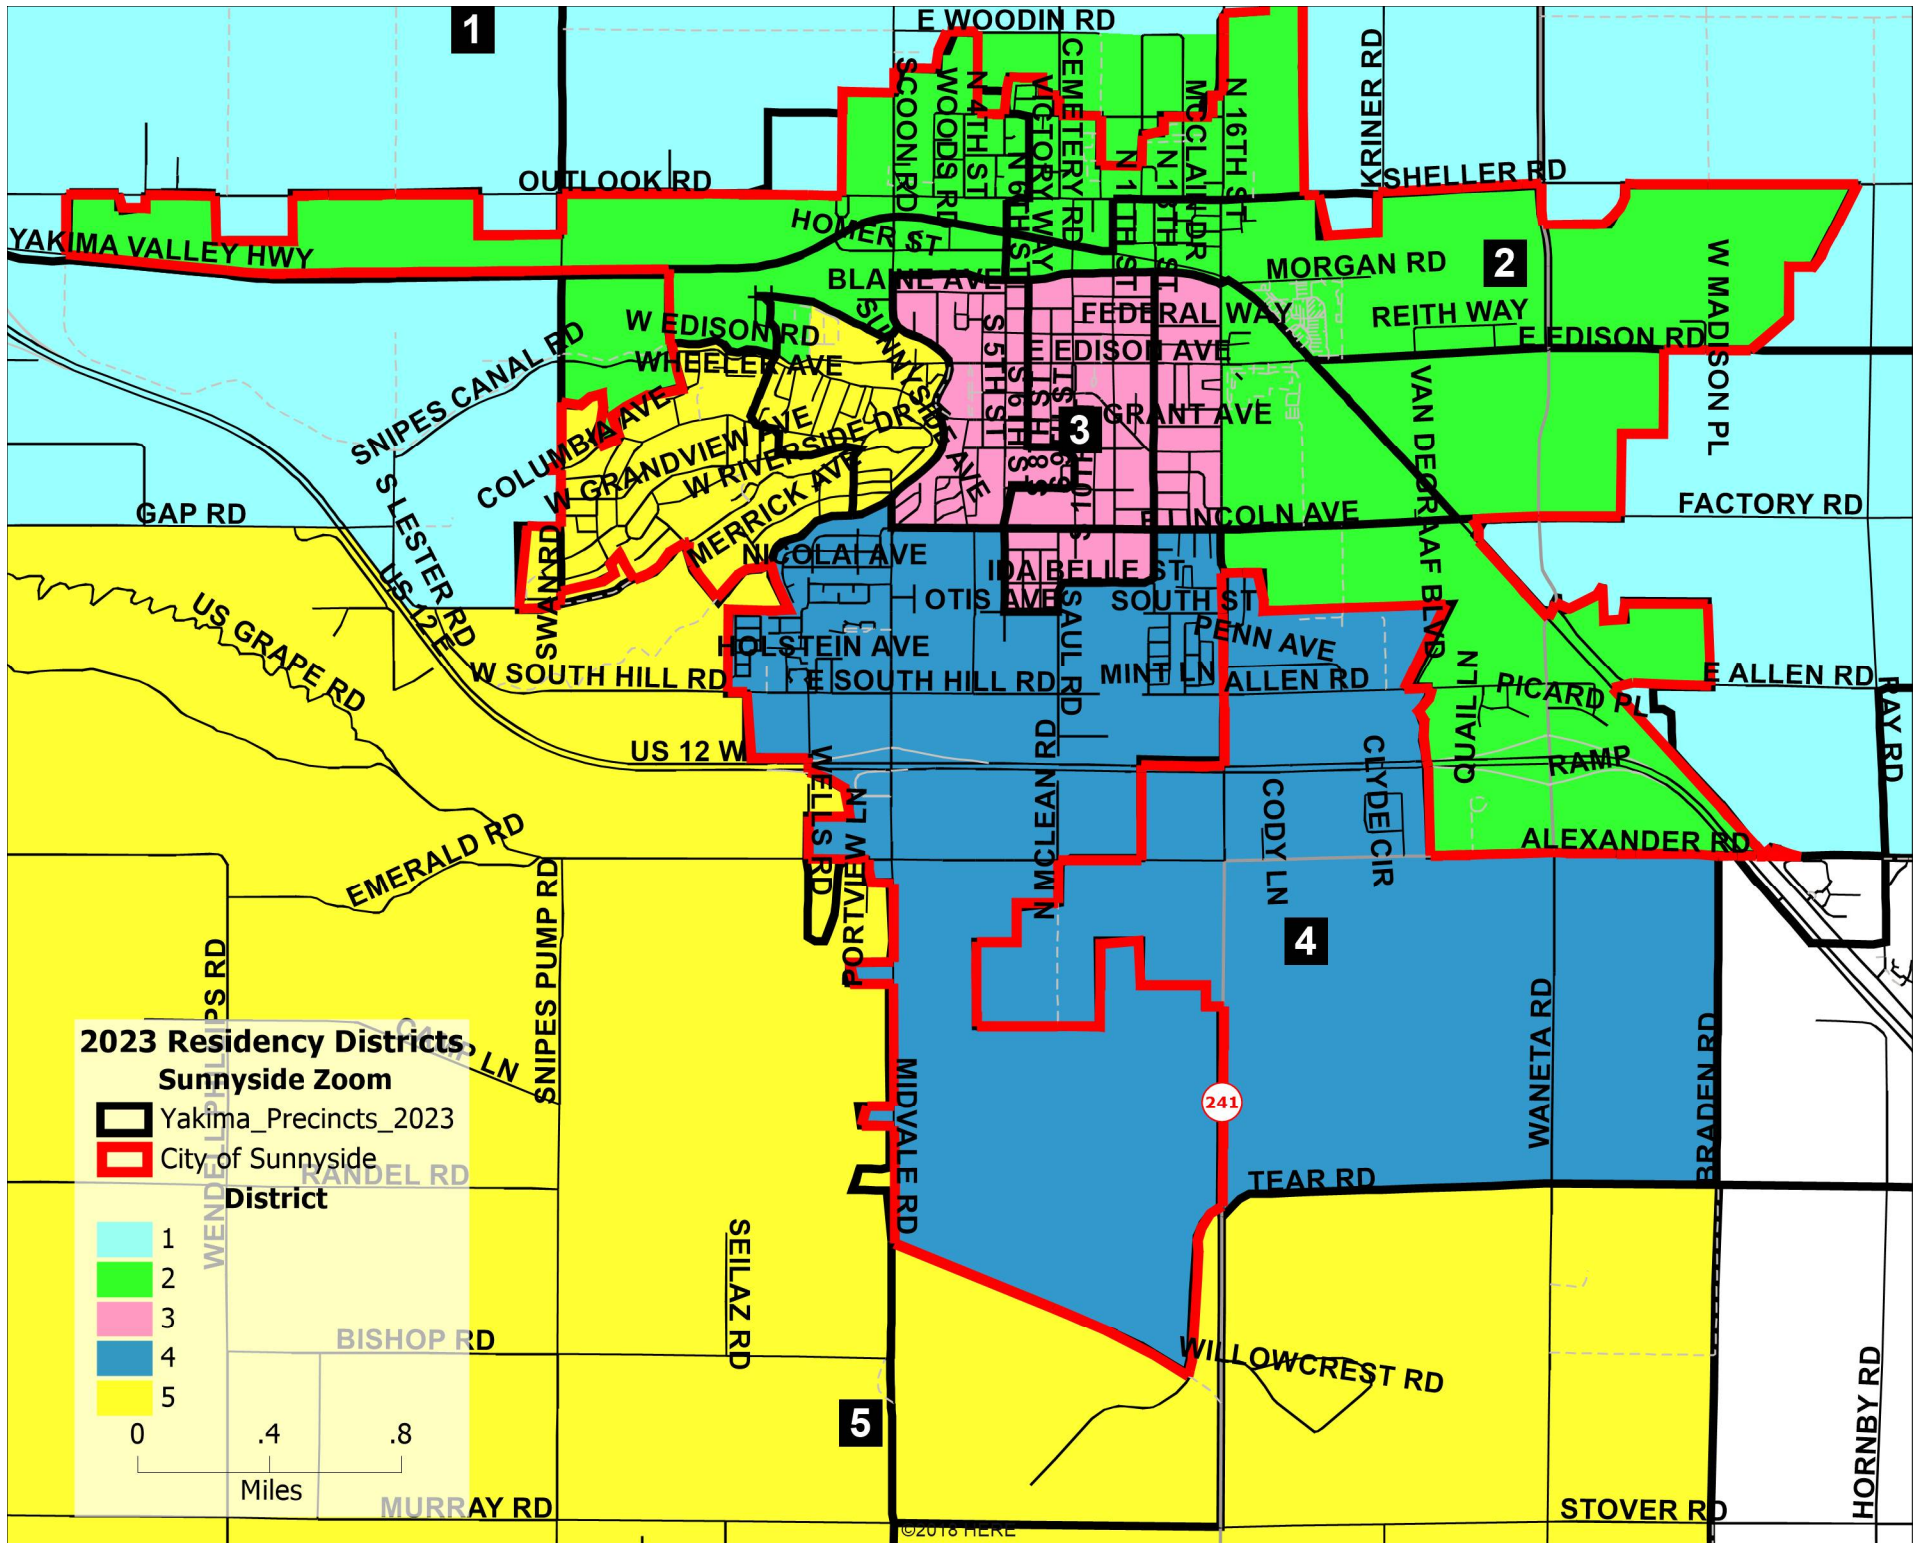 1
E WOODIN RD
SCOON RD
WOODS RD
N 4TH ST
N 6TH ST
VICTORY WAY
CEMETERY RD
N 11TH ST
N 13TH ST
MCCLAIN DR
N 16TH ST
KRINER RD
SHELLER RD
OUTLOOK RD
YAKIMA VALLEY HWY
HOMER ST
BLAINE AVE
MORGAN RD
2
W MADISON PL
FEDERAL WAY
REITH WAY
E EDISON RD
W EDISON RD
WHEELER AVE
SUNNYSIDE AVE
S 5TH ST
S 6TH ST
E EDISON AVE
SNIPES CANAL RD
COLUMBIA AVE
W GRANDVIEW AVE
W RIVERSIDE DR
MERRICK AVE
3
GRANT AVE
S 8TH ST
S 10TH
VAN DEGRAAF BLVD
FACTORY RD
GAP RD
S LESTER RD
E LINCOLN AVE
NICOLAI AVE
IDA BELLE ST
OTIS AVE
SOUTH ST
SWAN RD
US 12 E
US GRAPE RD
HOLSTEIN AVE
SAUL RD
PENN AVE
W SOUTH HILL RD
E SOUTH HILL RD
MINT LN
ALLEN RD
QUAIL LN
PICARD PL
E ALLEN RD
RAY RD
US 12 W
WELLS RD
PORTVIEW LN
N MCLEAN RD
CODY LN
CLYDE CIR
RAMP
ALEXANDER RD
EMERALD RD
4
SNIPES PUMP RD
WENDELL PHILLIPS RD
CAMP LN
WANETA RD
BRADEN RD
MIDVALE RD
241
TEAR RD
2023 Residency Districts
Sunnyside Zoom
Yakima_Precincts_2023
City of Sunnyside
RANDEL RD
District
1
2
3
4
5
BISHOP RD
SEILAZ RD
WILLOWCREST RD
5
HORNBY RD
0 .4 .8
Miles
MURRAY RD
STOVER RD
©2018 HERE